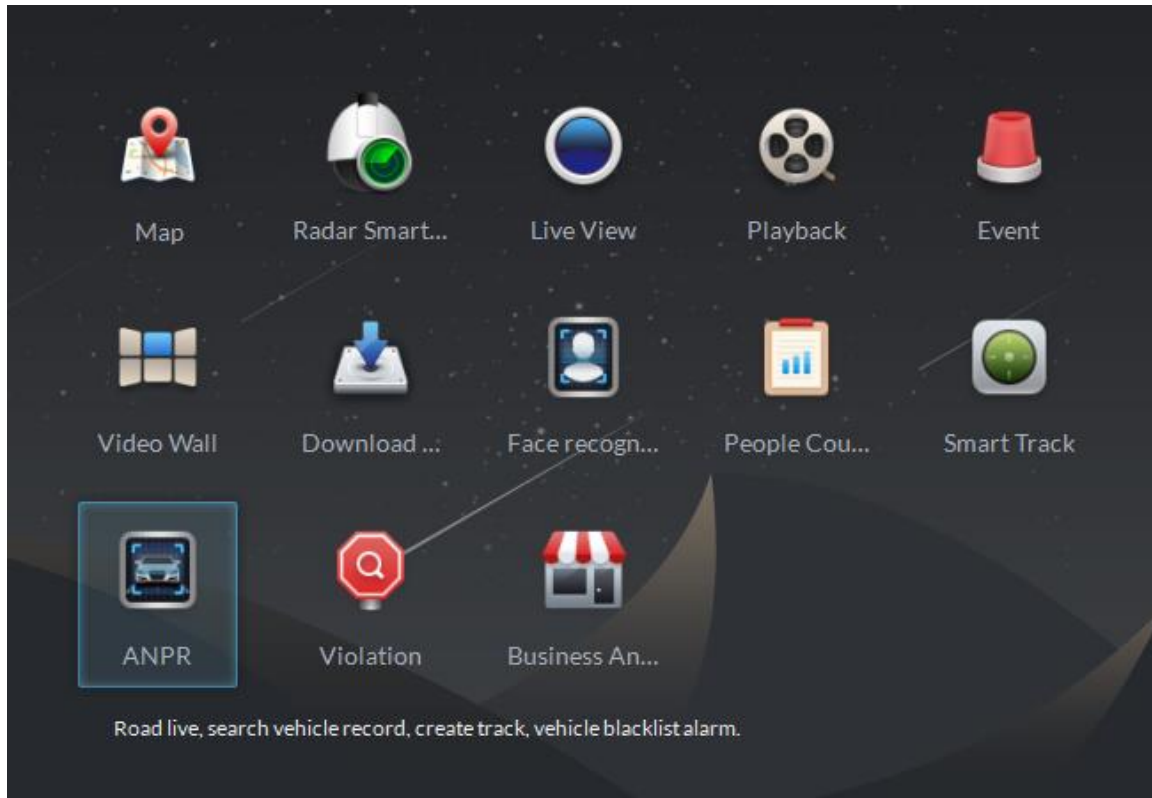 Map
Radar Smart...
Live View
Playback
Event
Video Wall
Download ...
Face recogn...
People Cou...
Smart Track
ANPR
Violation
Business An...
Road live, search vehicle record, create track, vehicle blacklist alarm.